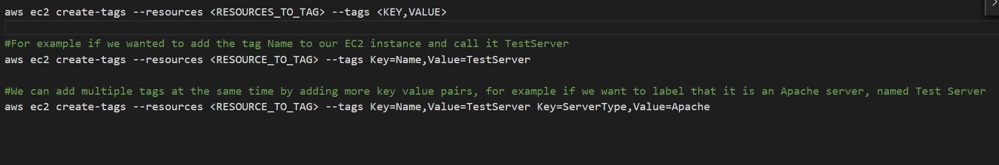 aws ec2 create-tags --resources <RESOURCES_TO_TAG> --tags <KEY,VALUE>
#For example if we wanted to add the tag Name to our EC2 instance and call it TestServer
aws ec2 create-tags --resources <RESOURCE_TO_TAG> --tags Key=Name,Value=TestServer
#We can add multiple tags at the same time by adding more key value pairs, for example if we want to label that it is an Apache server, named Test Server
aws ec2 create-tags --resources <RESOURCE_TO_TAG> --tags Key=Name,Value=TestServer Key=ServerType,Value=Apache